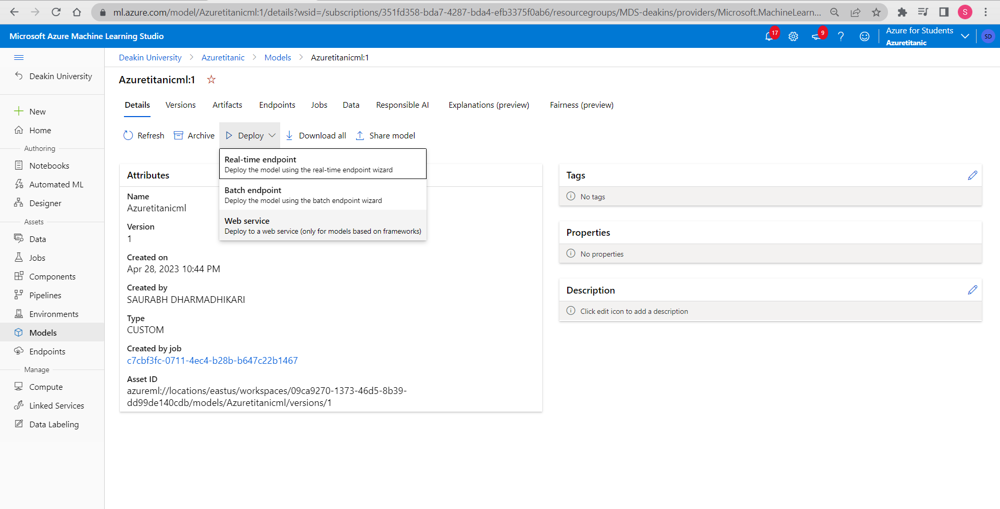 ml.azure.com/model/Azuretitanicml:1/details?wsid=/subscriptions/351fd358-bda7-4287-bda4-efb3375f0ab6/resourcegroups/MDS-deakins/providers/Microsoft.MachineLearn...
S
Microsoft Azure Machine Learning Studio
17
9
Azure for Students
Azuretitanic
SD
Deakin University
Azuretitanic
Models
Azuretitanicml:1
Deakin University
New
Home
Authoring
Notebooks
Automated ML
Designer
Assets
Data
Jobs
Components
Pipelines
Environments
Models
Endpoints
Manage
Compute
Linked Services
Data Labeling
Azuretitanicml:1
Details
Versions
Artifacts
Endpoints
Jobs
Data
Responsible AI
Explanations (preview)
Fairness (preview)
Refresh
Archive
Deploy
Download all
Share model
Real-time endpoint
Deploy the model using the real-time endpoint wizard
Batch endpoint
Deploy the model using the batch endpoint wizard
Web service
Deploy to a web service (only for models based on frameworks)
Attributes
Name
Azuretitanicml
Version
1
Created on
Apr 28, 2023 10:44 PM
Created by
SAURABH DHARMADHIKARI
Type
CUSTOM
Created by job
c7cbf3fc-0711-4ec4-b28b-b647c22b1467
Asset ID
azureml://locations/eastus/workspaces/09ca9270-1373-46d5-8b39-
dd99de140cdb/models/Azuretitanicml/versions/1
Tags
No tags
Properties
No properties
Description
Click edit icon to add a description